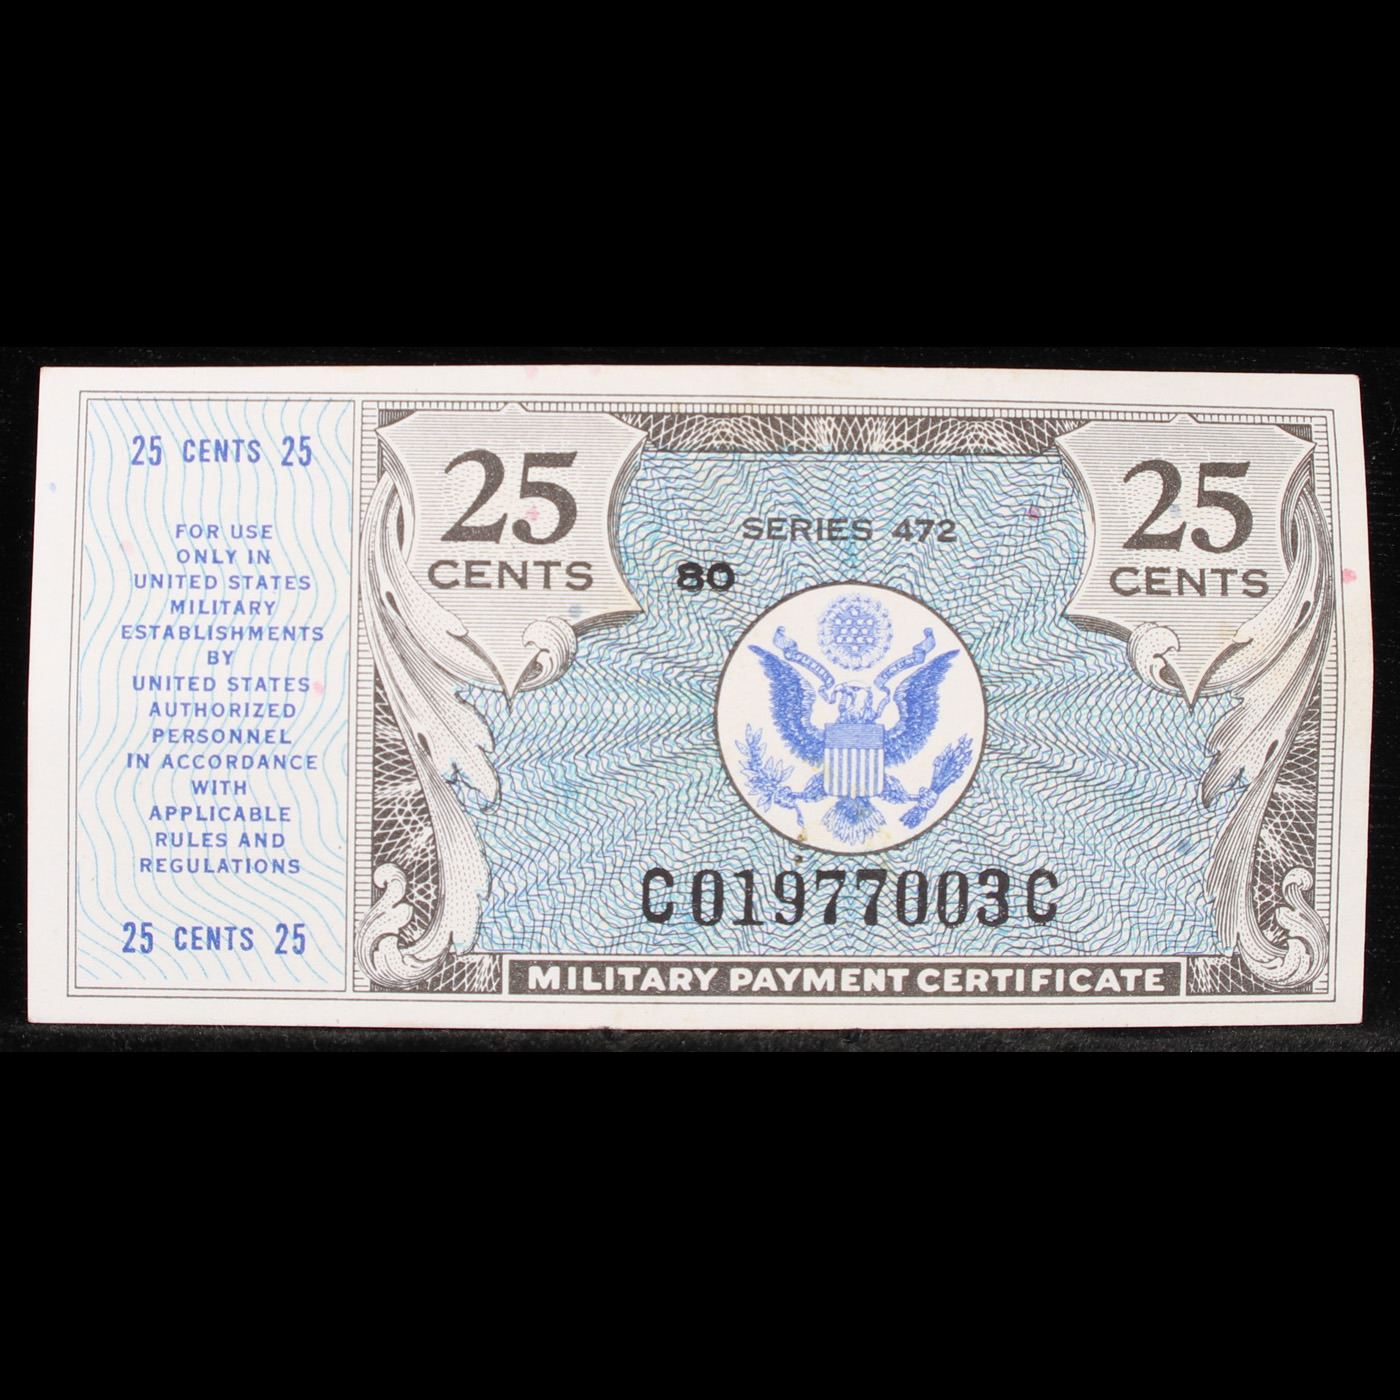 25 CENTS 25
FOR USE
ONLY IN
UNITED STATES
MILITARY
ESTABLISHMENTS
BY
UNITED STATES
AUTHORIZED
PERSONNEL
IN ACCORDANCE
WITH
APPLICABLE
RULES AND
REGULATIONS
25 CENTS 25
25
CENTS
SERIES 472
80
25
CENTS
C01977003C
MILITARY PAYMENT CERTIFICATE